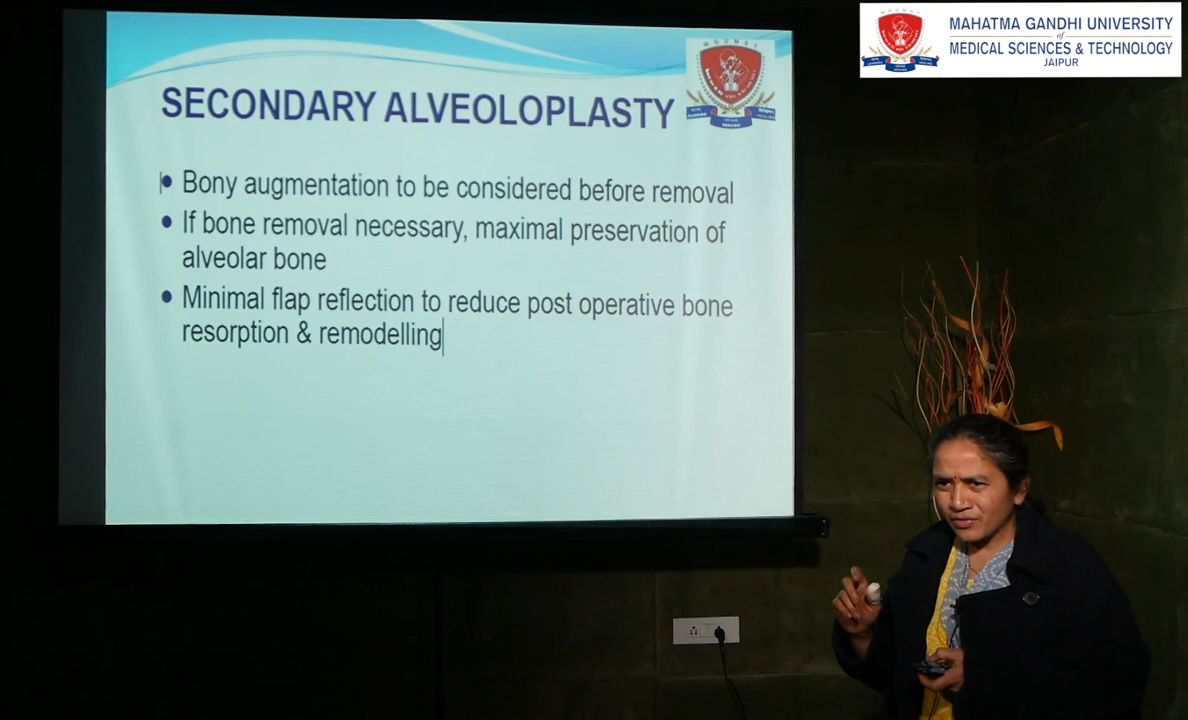 MAHATMA GANDHI UNIVERSITY
of
MEDICAL SCIENCES & TECHNOLOGY
JAIPUR
SECONDARY ALVEOLOPLASTY
• Bony augmentation to be considered before removal
• If bone removal necessary, maximal preservation of
alveolar bone
• Minimal flap reflection to reduce post operative bone
resorption & remodelling